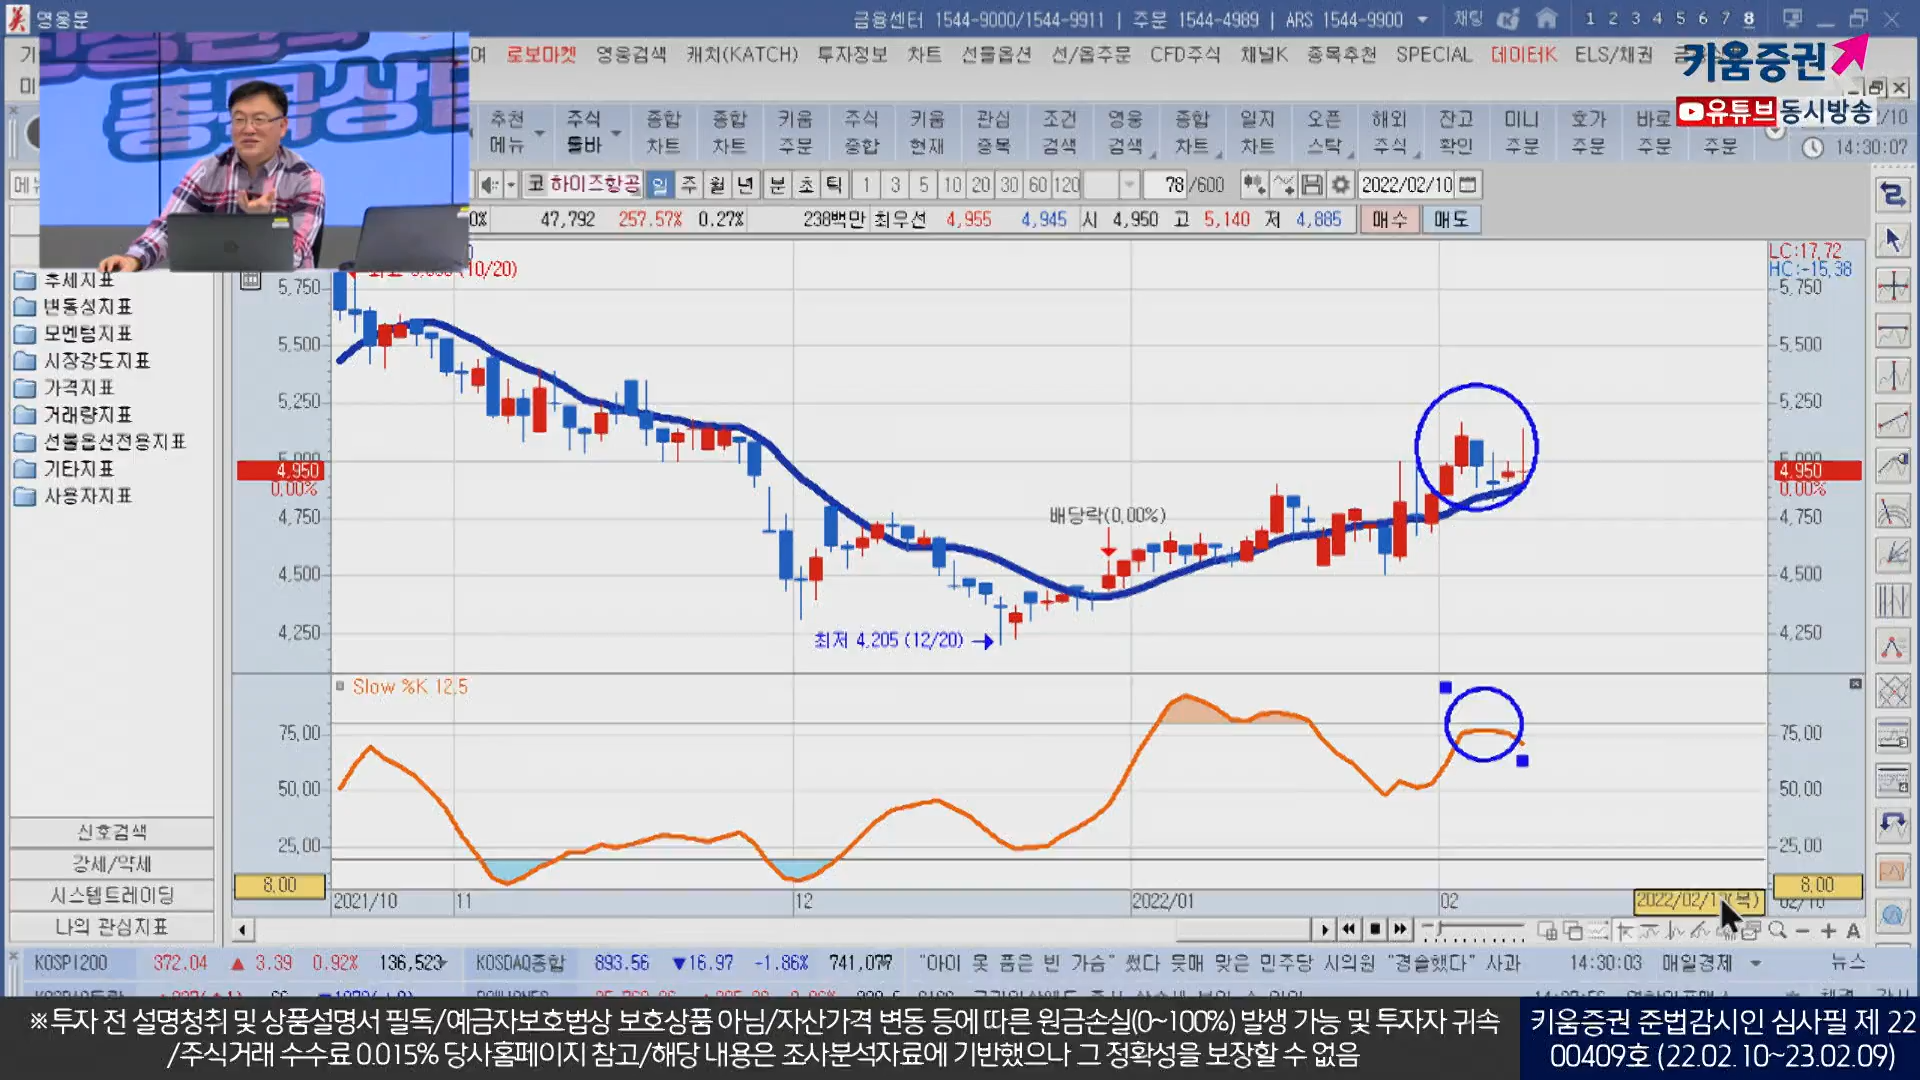 영웅문
금융센터 1544-9000/1544-9911 | 주문 1544-4989 | ARS 1544-9900
채팅
1 2 3 4 5 6 7 8
로보마켓 영웅검색 캐치(KATCH) 투자정보 차트 선물옵션 선/옵주문 CFD주식 채널K 종목추천 SPECIAL 데이터K ELS/채권
키움증권
유튜브 동시방송
종목상담
추천 메뉴
주식 툴바
종합 차트
종합 차트
키움 주문
주식 종합
키움 현재
관심 종목
조건 검색
영웅 검색
종합 차트
일지 차트
오픈 스탁
해외 주식
잔고 확인
미니 주문
호가 주문
바로 주문
주문
14:30:07
코 하이즈항공 일 주 월 년 분 초 틱 1 3 5 10 20 30 60 120 78 /600 2022/02/10
0% 47,792 257.57% 0.27% 238백만 최우선 4,955 4,945 시 4,950 고 5,140 저 4,885 매수 매도
추세지표
변동성지표
모멘텀지표
시장강도지표
가격지표
거래량지표
선물옵션전용지표
기타지표
사용자지표
신호검색
강세/약세
시스템트레이딩
나의 관심지표
(10/20)
LC:17.72
HC:-15.38
5,750
5,500
5,250
5,000
4,950
0.00%
4,750
4,500
4,250
5,750
5,500
5,250
4,950
0.00%
4,750
4,500
4,250
배당락(0.00%)
최저 4,205 (12/20)
Slow %K 12.5
75.00
50.00
25.00
8.00
75.00
50.00
25.00
8.00
2021/10 11 12 2022/01 02
KOSPI200 372.04 ▲ 3.39 0.92% 136,523
KOSDAQ종합 893.56 ▼16.97 -1.86% 741,077
"아이 못 품은 빈 가슴" 썼다 뭇매 맞은 민주당 시의원 "경솔했다" 사과 14:30:03 매일경제
뉴스
※투자 전 설명청취 및 상품설명서 필독/예금자보호법상 보호상품 아님/자산가격 변동 등에 따른 원금손실(0~100%) 발생 가능 및 투자자 귀속
/주식거래 수수료 0.015% 당사홈페이지 참고/해당 내용은 조사분석자료에 기반했으나 그 정확성을 보장할 수 없음
키움증권 준법감시인 심사필 제 22
00409호 (22.02.10~23.02.09)